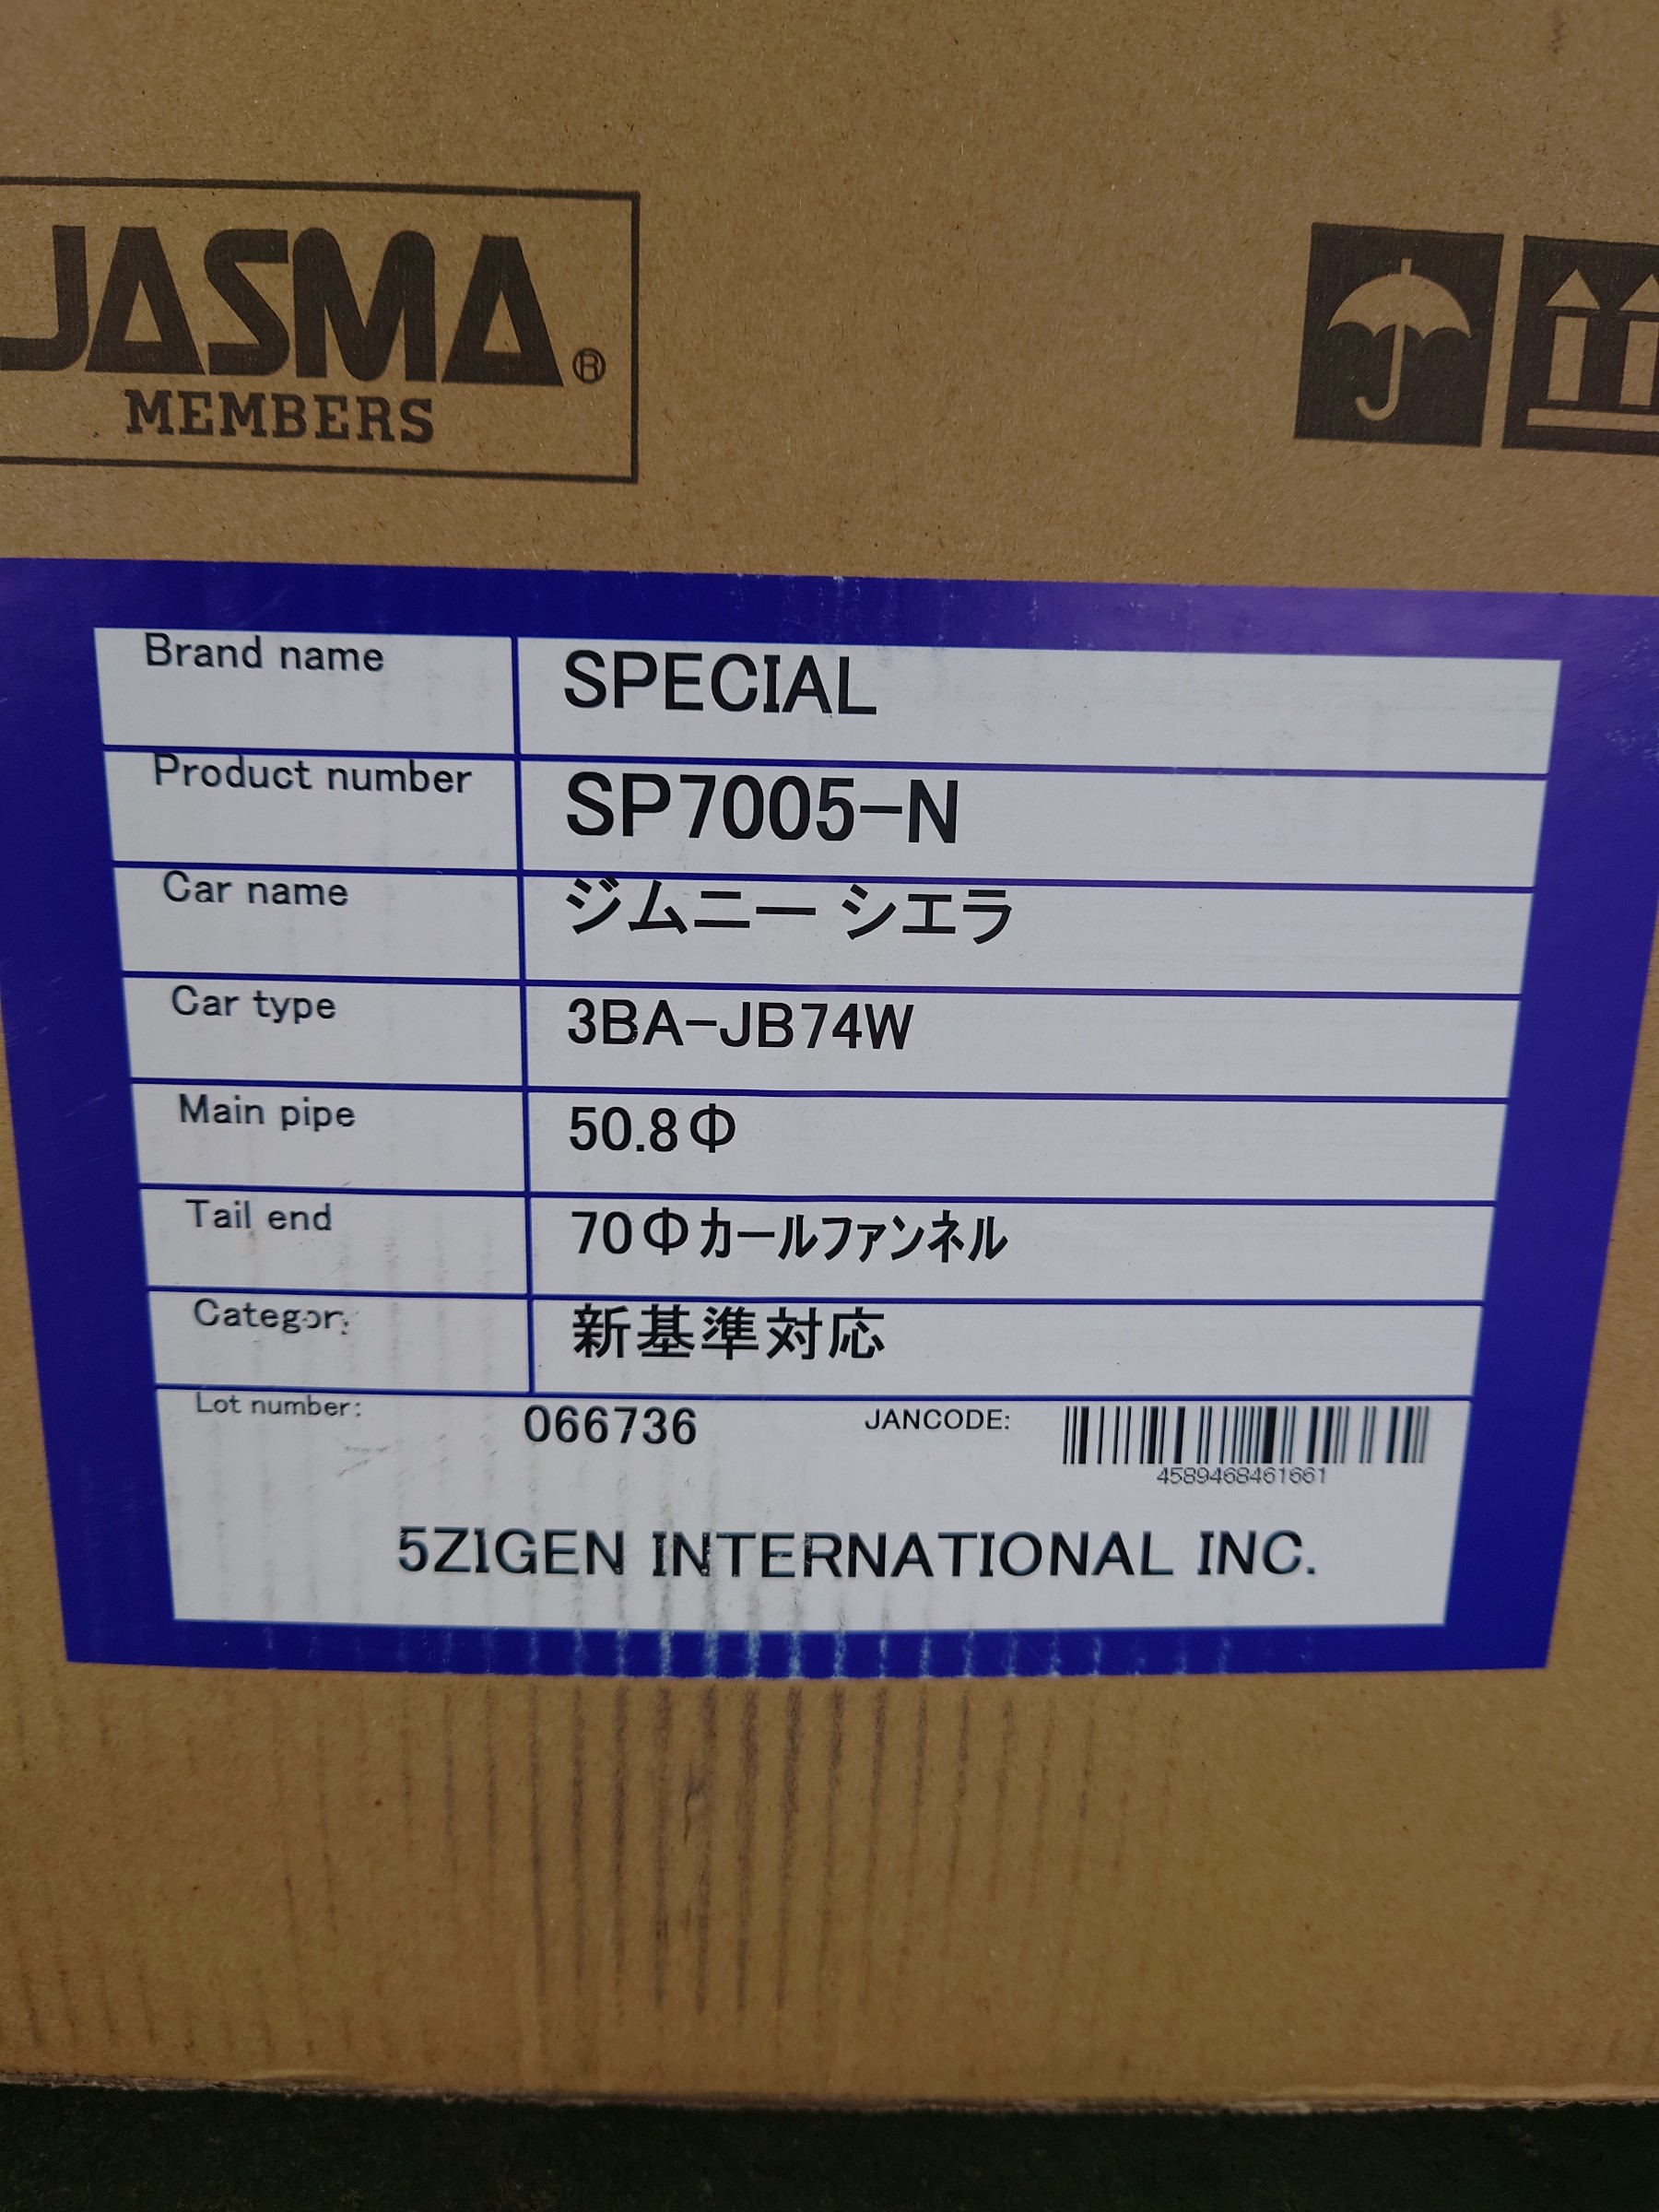 JASMA®
MEMBERS
Brand name SPECIAL
Product number SP7005-N
Car name ジムニー シエラ
Car type 3BA-JB74W
Main pipe 50.8Φ
Tail end 70Φカールファンネル
Category 新基準対応
Lot number: 066736 JANCODE:
4589468461661
5ZIGEN INTERNATIONAL INC.